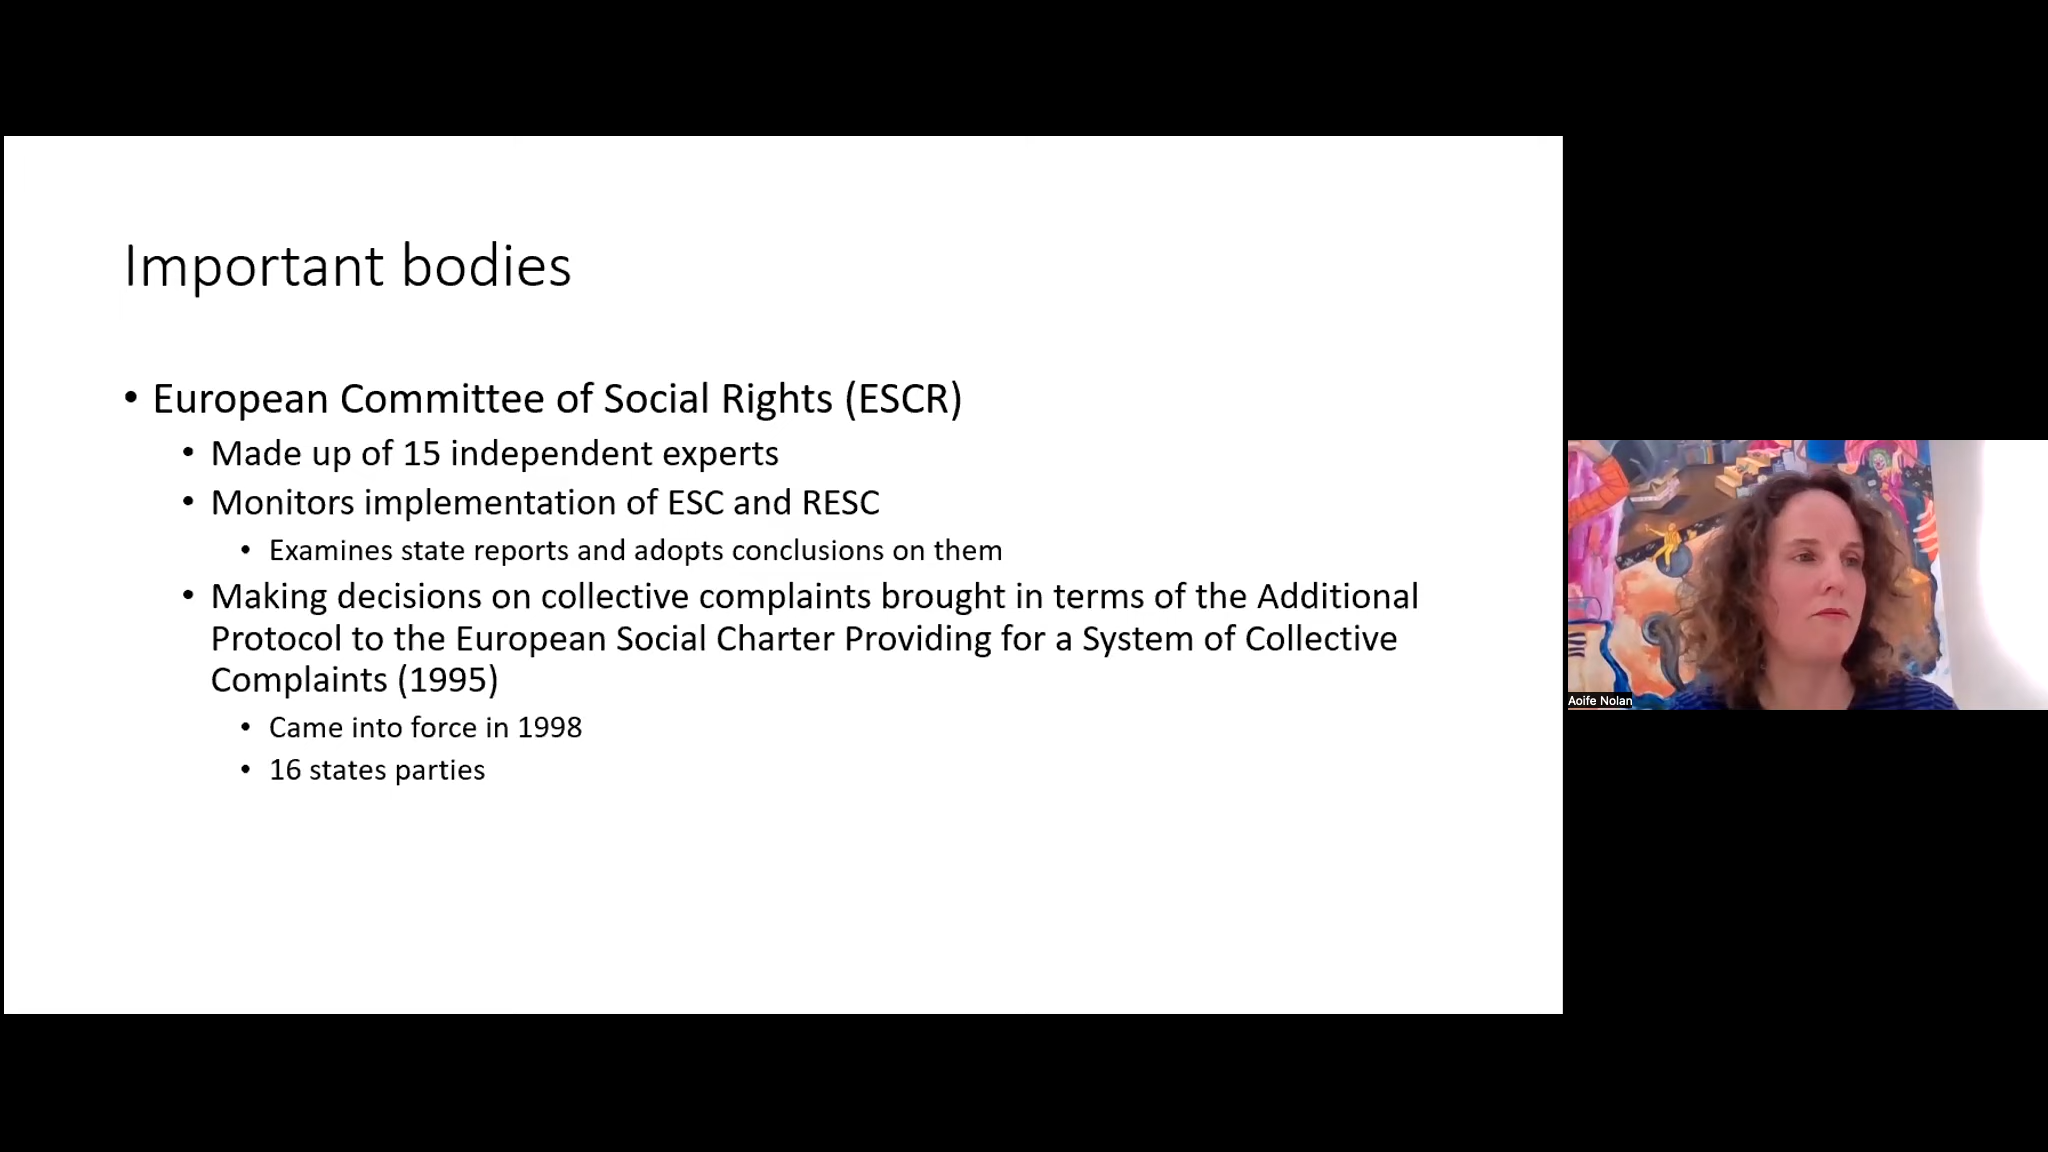 Important bodies
• European Committee of Social Rights (ESCR)
• Made up of 15 independent experts
• Monitors implementation of ESC and RESC
• Examines state reports and adopts conclusions on them
• Making decisions on collective complaints brought in terms of the Additional
Protocol to the European Social Charter Providing for a System of Collective
Complaints (1995)
• Came into force in 1998
• 16 states parties
Aoife Nolan